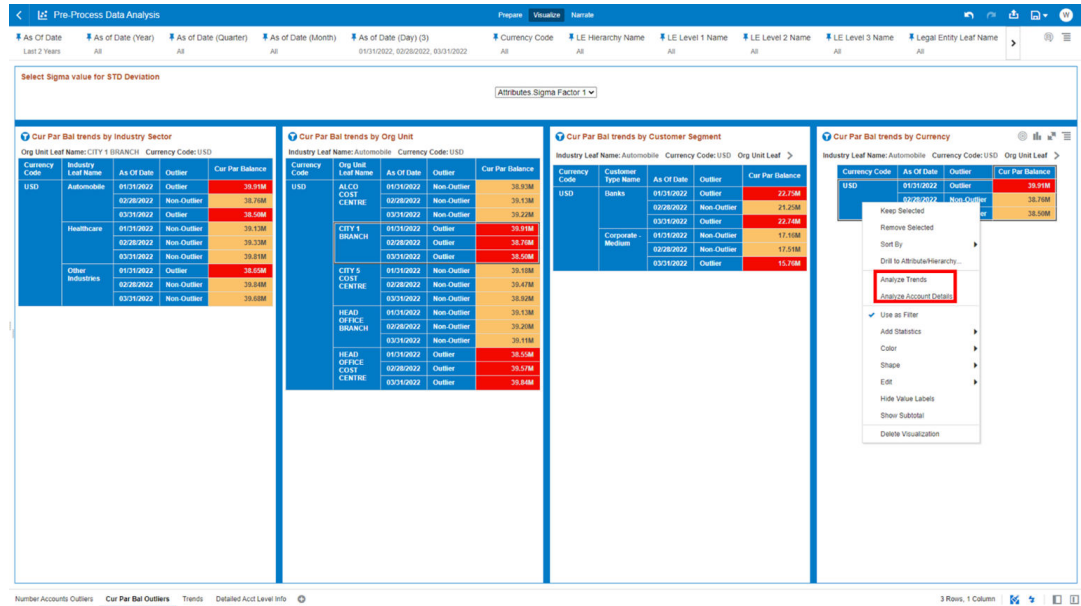 Pre-Process Data Analysis
Prepare Visualize Narrate
W
As Of Date As of Date (Year) As of Date (Quarter) As of Date (Month) As of Date (Day) (3) Currency Code LE Hierarchy Name LE Level 1 Name LE Level 2 Name LE Level 3 Name Legal Entity Leaf Name
Last 2 Years All All All 01/31/2022, 02/28/2022, 03/31/2022 All All All All All All
Select Sigma value for STD Deviation
Attributes.Sigma Factor 1
Cur Par Bal trends by Industry Sector
Org Unit Leaf Name: CITY 1 BRANCH Currency Code: USD
Currency Code Industry Leaf Name As Of Date Outlier Cur Par Balance
USD Automobile 01/31/2022 Outlier 39.91M
02/28/2022 Non-Outlier 38.76M
03/31/2022 Outlier 38.50M
Healthcare 01/31/2022 Non-Outlier 39.13M
02/28/2022 Non-Outlier 39.33M
03/31/2022 Non-Outlier 39.81M
Other Industries 01/31/2022 Outlier 38.65M
02/28/2022 Non-Outlier 39.84M
03/31/2022 Non-Outlier 39.68M
Cur Par Bal trends by Org Unit
Industry Leaf Name: Automobile Currency Code: USD
Currency Code Org Unit Leaf Name As Of Date Outlier Cur Par Balance
USD ALCO COST CENTRE 01/31/2022 Non-Outlier 38.93M
02/28/2022 Non-Outlier 39.13M
03/31/2022 Non-Outlier 39.22M
CITY 1 BRANCH 01/31/2022 Outlier 39.91M
02/28/2022 Outlier 38.76M
03/31/2022 Outlier 38.50M
CITY 5 COST CENTRE 01/31/2022 Non-Outlier 39.18M
02/28/2022 Non-Outlier 39.47M
03/31/2022 Non-Outlier 38.92M
HEAD OFFICE BRANCH 01/31/2022 Non-Outlier 39.13M
02/28/2022 Non-Outlier 39.20M
03/31/2022 Non-Outlier 39.11M
HEAD OFFICE COST CENTRE 01/31/2022 Outlier 38.55M
02/28/2022 Outlier 39.57M
03/31/2022 Outlier 39.84M
Cur Par Bal trends by Customer Segment
Industry Leaf Name: Automobile Currency Code: USD Org Unit Leaf
Currency Code Customer Type Name As Of Date Outlier Cur Par Balance
USD Banks 01/31/2022 Outlier 22.75M
02/28/2022 Non-Outlier 21.25M
03/31/2022 Outlier 22.74M
Corporate - Medium 01/31/2022 Non-Outlier 17.16M
02/28/2022 Non-Outlier 17.51M
03/31/2022 Outlier 15.76M
Cur Par Bal trends by Currency
Industry Leaf Name: Automobile Currency Code: USD Org Unit Leaf
Currency Code As Of Date Outlier Cur Par Balance
USD 01/31/2022 Outlier 39.91M
02/28/2022 Non-Outlier 38.76M
38.50M
Keep Selected
Remove Selected
Sort By
Drill to Attribute/Hierarchy...
Analyze Trends
Analyze Account Details
Use as Filter
Add Statistics
Color
Shape
Edit
Hide Value Labels
Show Subtotal
Delete Visualization
Number Accounts Outliers Cur Par Bal Outliers Trends Detailed Acct Level Info
3 Rows, 1 Column